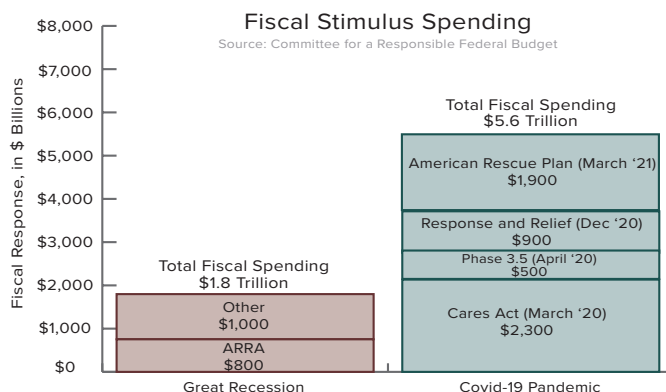 Fiscal Stimulus Spending
Source: Committee for a Responsible Federal Budget
Fiscal Response, in $ Billions
$8,000
$7,000
$6,000
$5,000
$4,000
$3,000
$2,000
$1,000
$0
Total Fiscal Spending
$1.8 Trillion
Other
$1,000
ARRA
$800
Great Recession
Total Fiscal Spending
$5.6 Trillion
American Rescue Plan (March ‘21)
$1,900
Response and Relief (Dec ‘20)
$900
Phase 3.5 (April ‘20)
$500
Cares Act (March ‘20)
$2,300
Covid-19 Pandemic